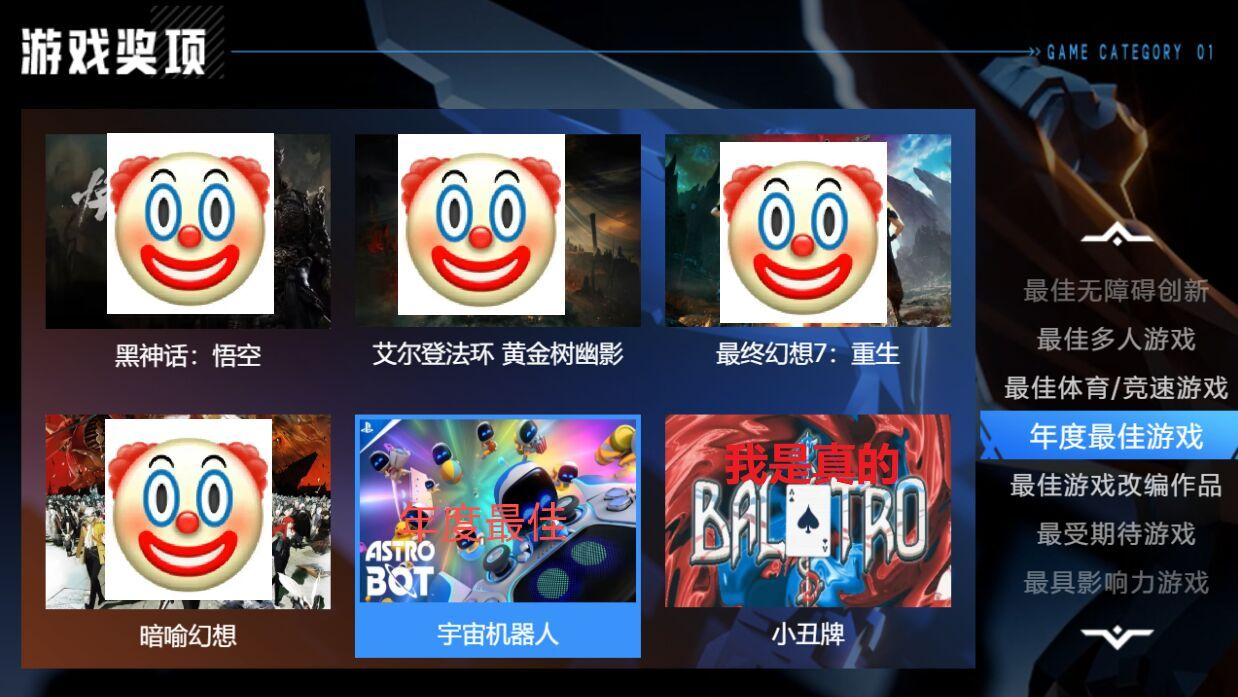 游戏奖项
GAME CATEGORY 01
黑神话：悟空
艾尔登法环 黄金树幽影
最终幻想7：重生
年度最佳
ASTRO
BOT
我是真的
BALATRO
A
暗喻幻想
宇宙机器人
小丑牌
最佳无障碍创新
最佳多人游戏
最佳体育/竞速游戏
年度最佳游戏
最佳游戏改编作品
最受期待游戏
最具影响力游戏